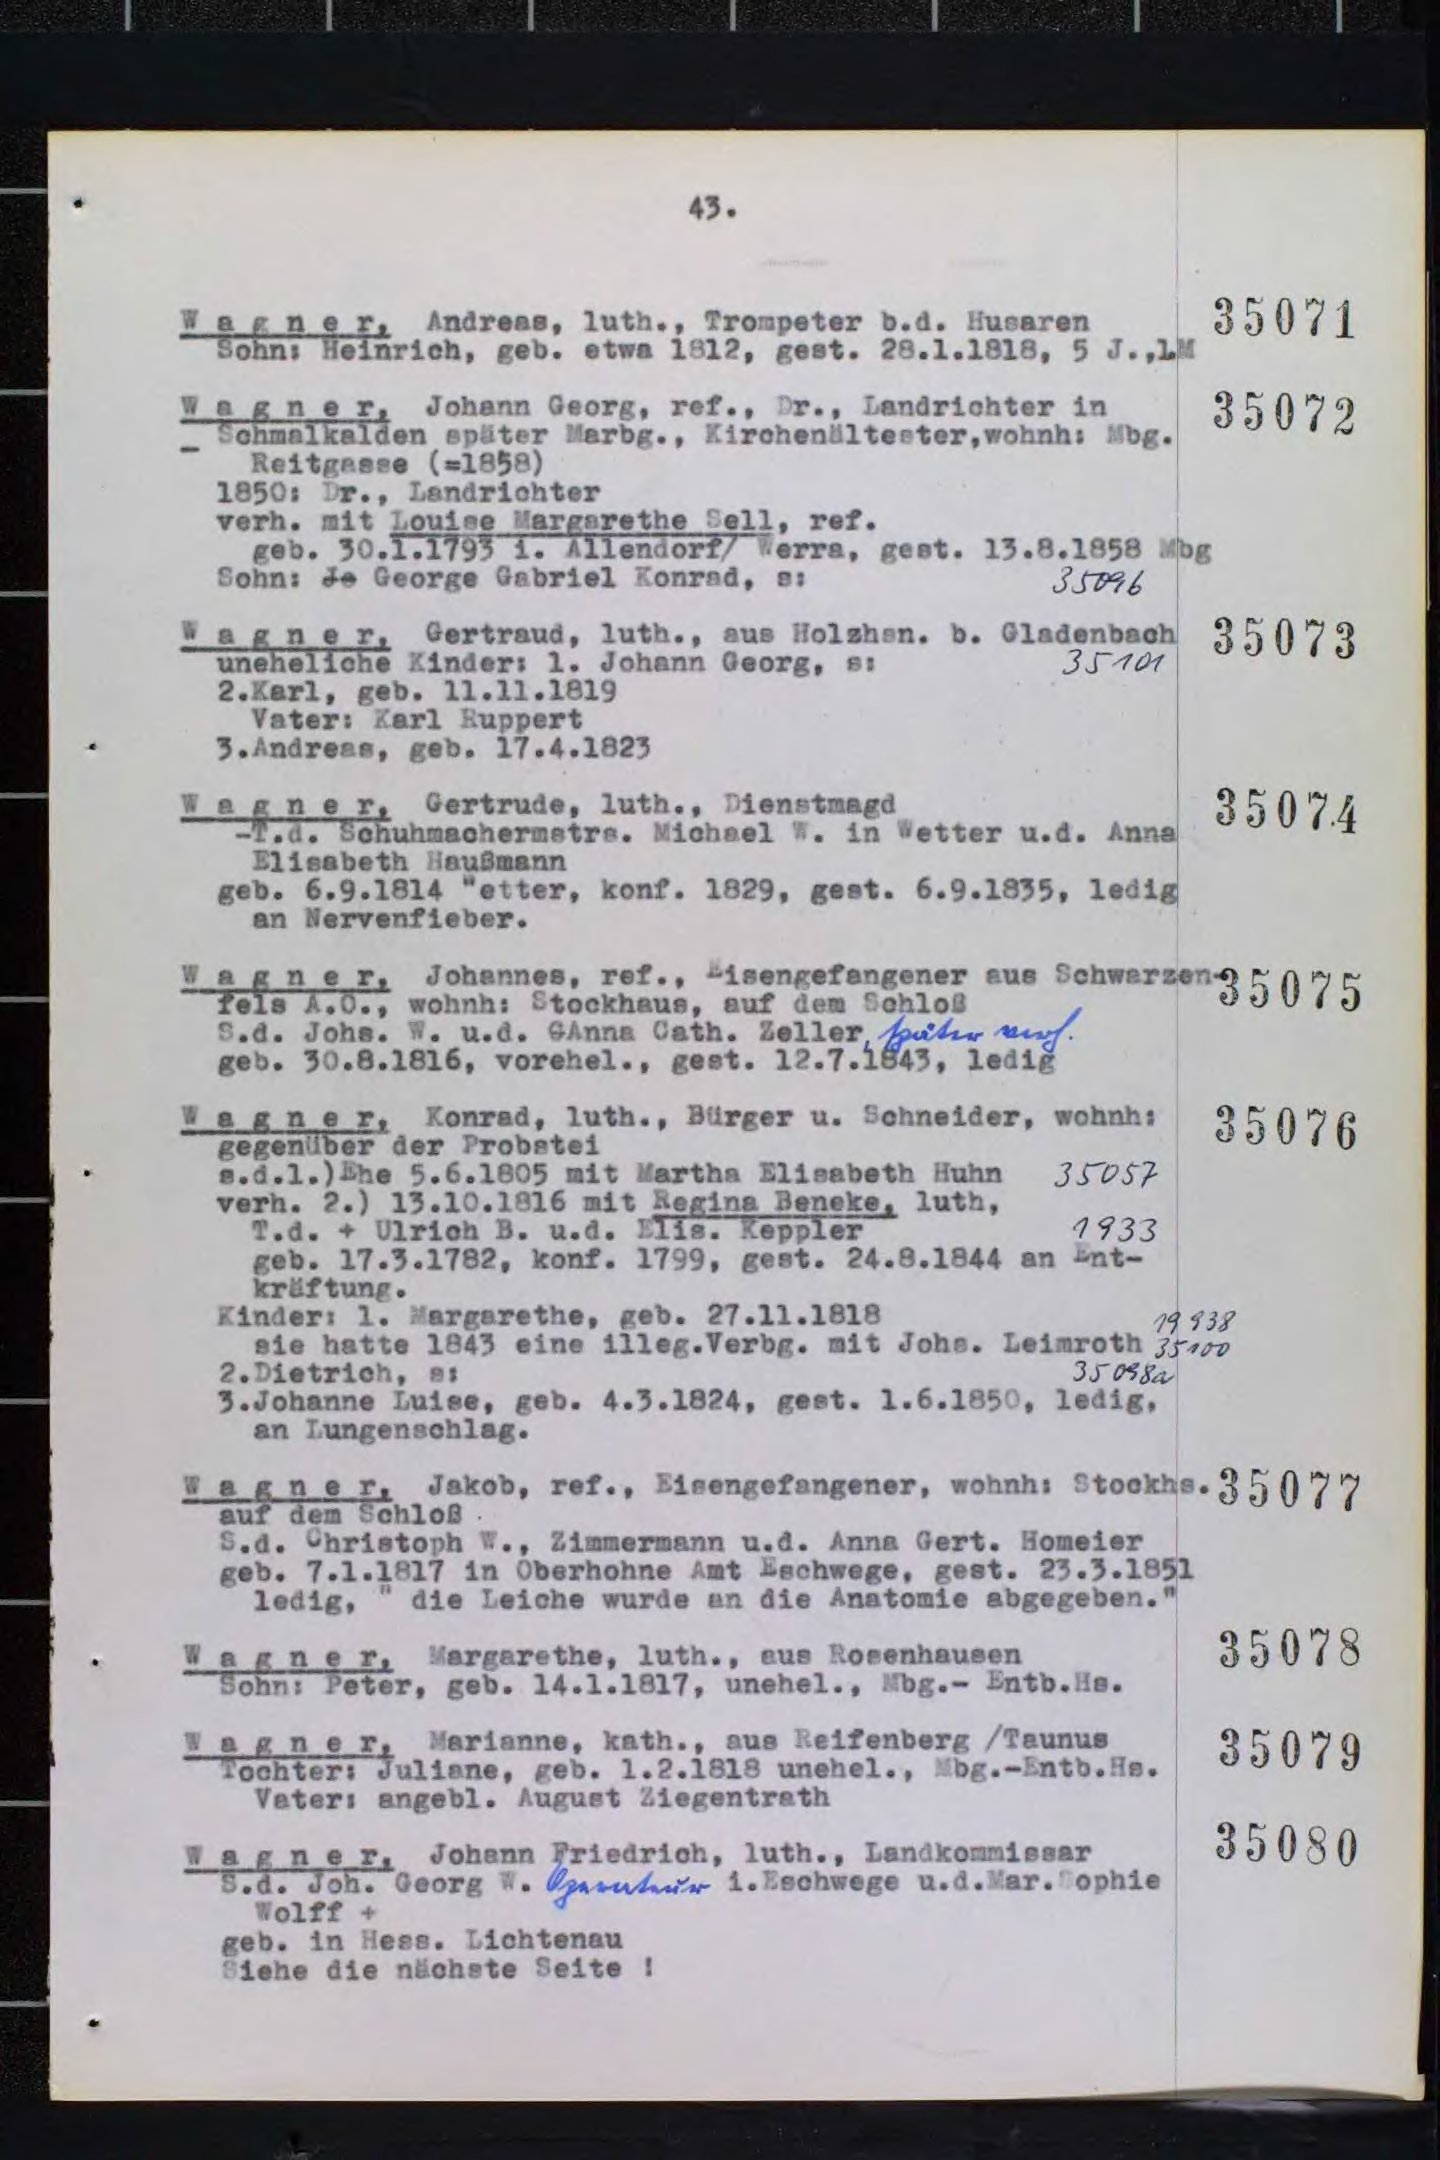 43.
W a g n e r, Andreas, luth., Trompeter b.d. Husaren 35071
Sohn: Heinrich, geb. etwa 1812, gest. 28.1.1818, 5 J.,LM
W a g n e r, Johann Georg, ref., Dr., Landrichter in 35072
Schmalkalden später Marbg., Kirchenältester,wohnh: Mbg.
Reitgasse (=1858)
1850: Dr., Landrichter
verh. mit Louise Margarethe Sell, ref.
geb. 30.1.1793 i. Allendorf/ Werra, gest. 13.8.1858 Mbg
Sohn: Je George Gabriel Konrad, s: 35096
W a g n e r, Gertraud, luth., aus Holzhsn. b. Gladenbach 35073
uneheliche Kinder: 1. Johann Georg, s: 35101
2.Karl, geb. 11.11.1819
Vater: Karl Ruppert
3.Andreas, geb. 17.4.1823
W a g n e r, Gertrude, luth., Dienstmagd 35074
-T.d. Schuhmachermstrs. Michael W. in Wetter u.d. Anna
Elisabeth Haußmann
geb. 6.9.1814 "etter, konf. 1829, gest. 6.9.1835, ledig
an Nervenfieber.
W a g n e r, Johannes, ref., Eisengefangener aus Schwarzen- 35075
fels A.O., wohnh: Stockhaus, auf dem Schloß
S.d. Johs. W. u.d. GAnna Cath. Zeller, später verh.
geb. 30.8.1816, vorehel., gest. 12.7.1843, ledig
W a g n e r, Konrad, luth., Bürger u. Schneider, wohnh: 35076
gegenüber der Probstei
s.d.1.)Ehe 5.6.1805 mit Martha Elisabeth Huhn 35057
verh. 2.) 13.10.1816 mit Regina Beneke, luth,
T.d. + Ulrich B. u.d. Elis. Keppler 1933
geb. 17.3.1782, konf. 1799, gest. 24.8.1844 an Ent-
kräftung.
Kinder: 1. Margarethe, geb. 27.11.1818 19938
sie hatte 1843 eine illeg.Verbg. mit Johs. Leimroth 35100
2.Dietrich, s: 35098a
3.Johanne Luise, geb. 4.3.1824, gest. 1.6.1850, ledig,
an Lungenschlag.
W a g n e r, Jakob, ref., Eisengefangener, wohnh: Stockhs. 35077
auf dem Schloß
S.d. Christoph W., Zimmermann u.d. Anna Gert. Homeier
geb. 7.1.1817 in Oberhohne Amt Eschwege, gest. 23.3.1851
ledig, " die Leiche wurde an die Anatomie abgegeben."
W a g n e r, Margarethe, luth., aus Rosenhausen 35078
Sohn: Peter, geb. 14.1.1817, unehel., Mbg.- Entb.Hs.
W a g n e r, Marianne, kath., aus Reifenberg /Taunus 35079
Tochter: Juliane, geb. 1.2.1818 unehel., Mbg.-Entb.Hs.
Vater: angebl. August Ziegentrath
W a g n e r, Johann Friedrich, luth., Landkommissar 35080
S.d. Joh. Georg W. Operateur i.Eschwege u.d.Mar.Sophie
Wolff +
geb. in Hess. Lichtenau
Siehe die nächste Seite !